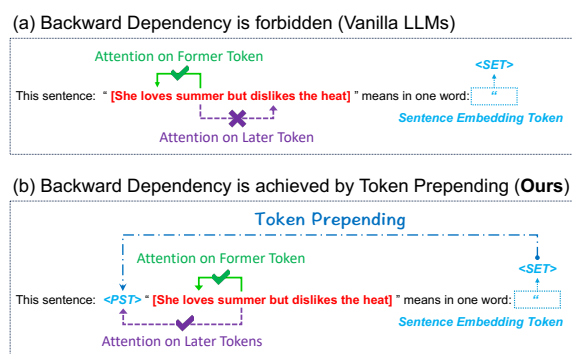 (a) Backward Dependency is forbidden (Vanilla LLMs)
Attention on Former Token
<SET>
This sentence: “ [She loves summer but dislikes the heat] ” means in one word: “
Attention on Later Token
Sentence Embedding Token
(b) Backward Dependency is achieved by Token Prepending (Ours)
Token Prepending
Attention on Former Token
<SET>
This sentence: <PST> “ [She loves summer but dislikes the heat] ” means in one word: “
Sentence Embedding Token
Attention on Later Tokens